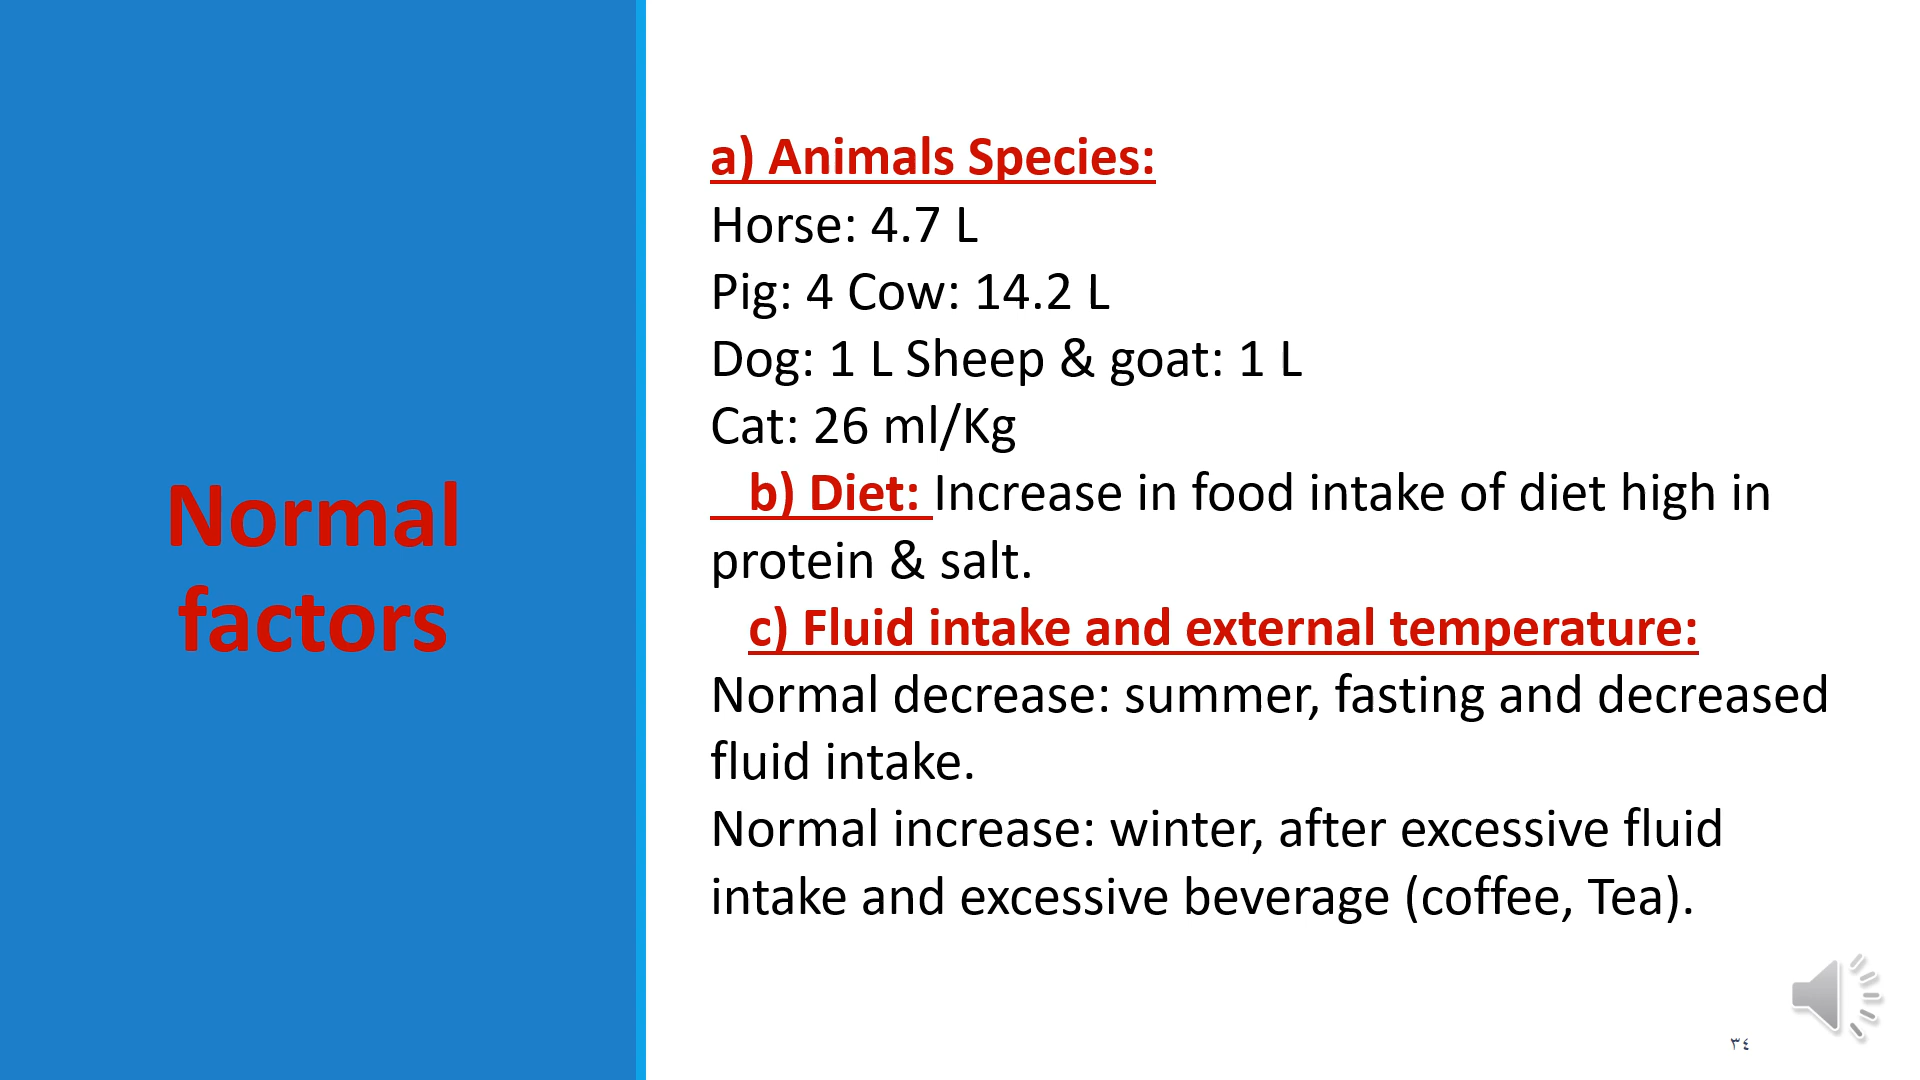 Normal
factors
a) Animals Species:
Horse: 4.7 L
Pig: 4 Cow: 14.2 L
Dog: 1 L Sheep & goat: 1 L
Cat: 26 ml/Kg
b) Diet: Increase in food intake of diet high in
protein & salt.
c) Fluid intake and external temperature:
Normal decrease: summer, fasting and decreased
fluid intake.
Normal increase: winter, after excessive fluid
intake and excessive beverage (coffee, Tea).
٣٤